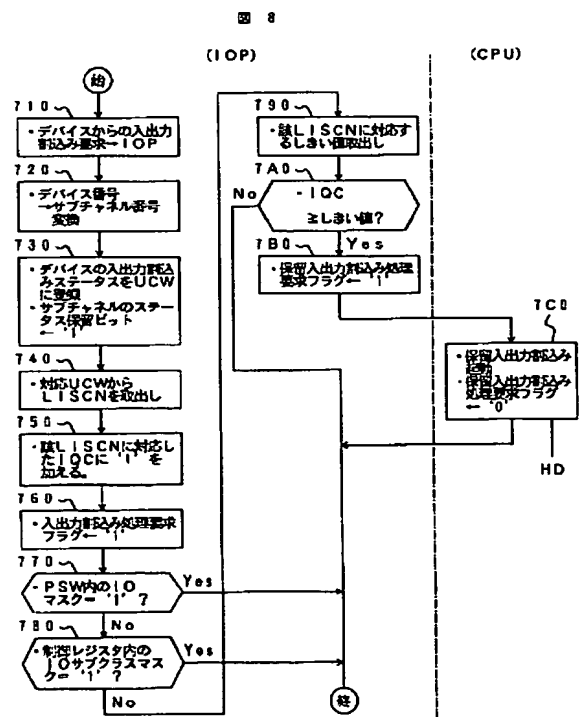 図 8
(IOP)
(CPU)
始
710
・デバイスからの入出力
割込み要求→IOP
720
・デバイス番号
→サブチャネル番号
変換
730
・デバイスの入出力割込
みステータスをUCW
に登録
・サブチャネルのステー
タス保留ビット
←'1'
740
・対応UCWから
LISCNを取出し
750
・該LISCNに対応し
たIQCに'1'を
加える。
760
・入出力割込み処理要求
フラグ←'1'
770
・PSW内のIO
マスク='1'?
Yes
No
780
・制御レジスタ内の
IOサブクラスマス
ク='1'?
Yes
No
790
・該LISCNに対応す
るしきい値取出し
7A0
No
・IQC
≧しきい値?
Yes
7B0
・保留入出力割込み処理
要求フラグ←'1'
7C0
・保留入出力割込み
起動
・保留入出力割込み
処理要求フラグ
←'0'
HD
終